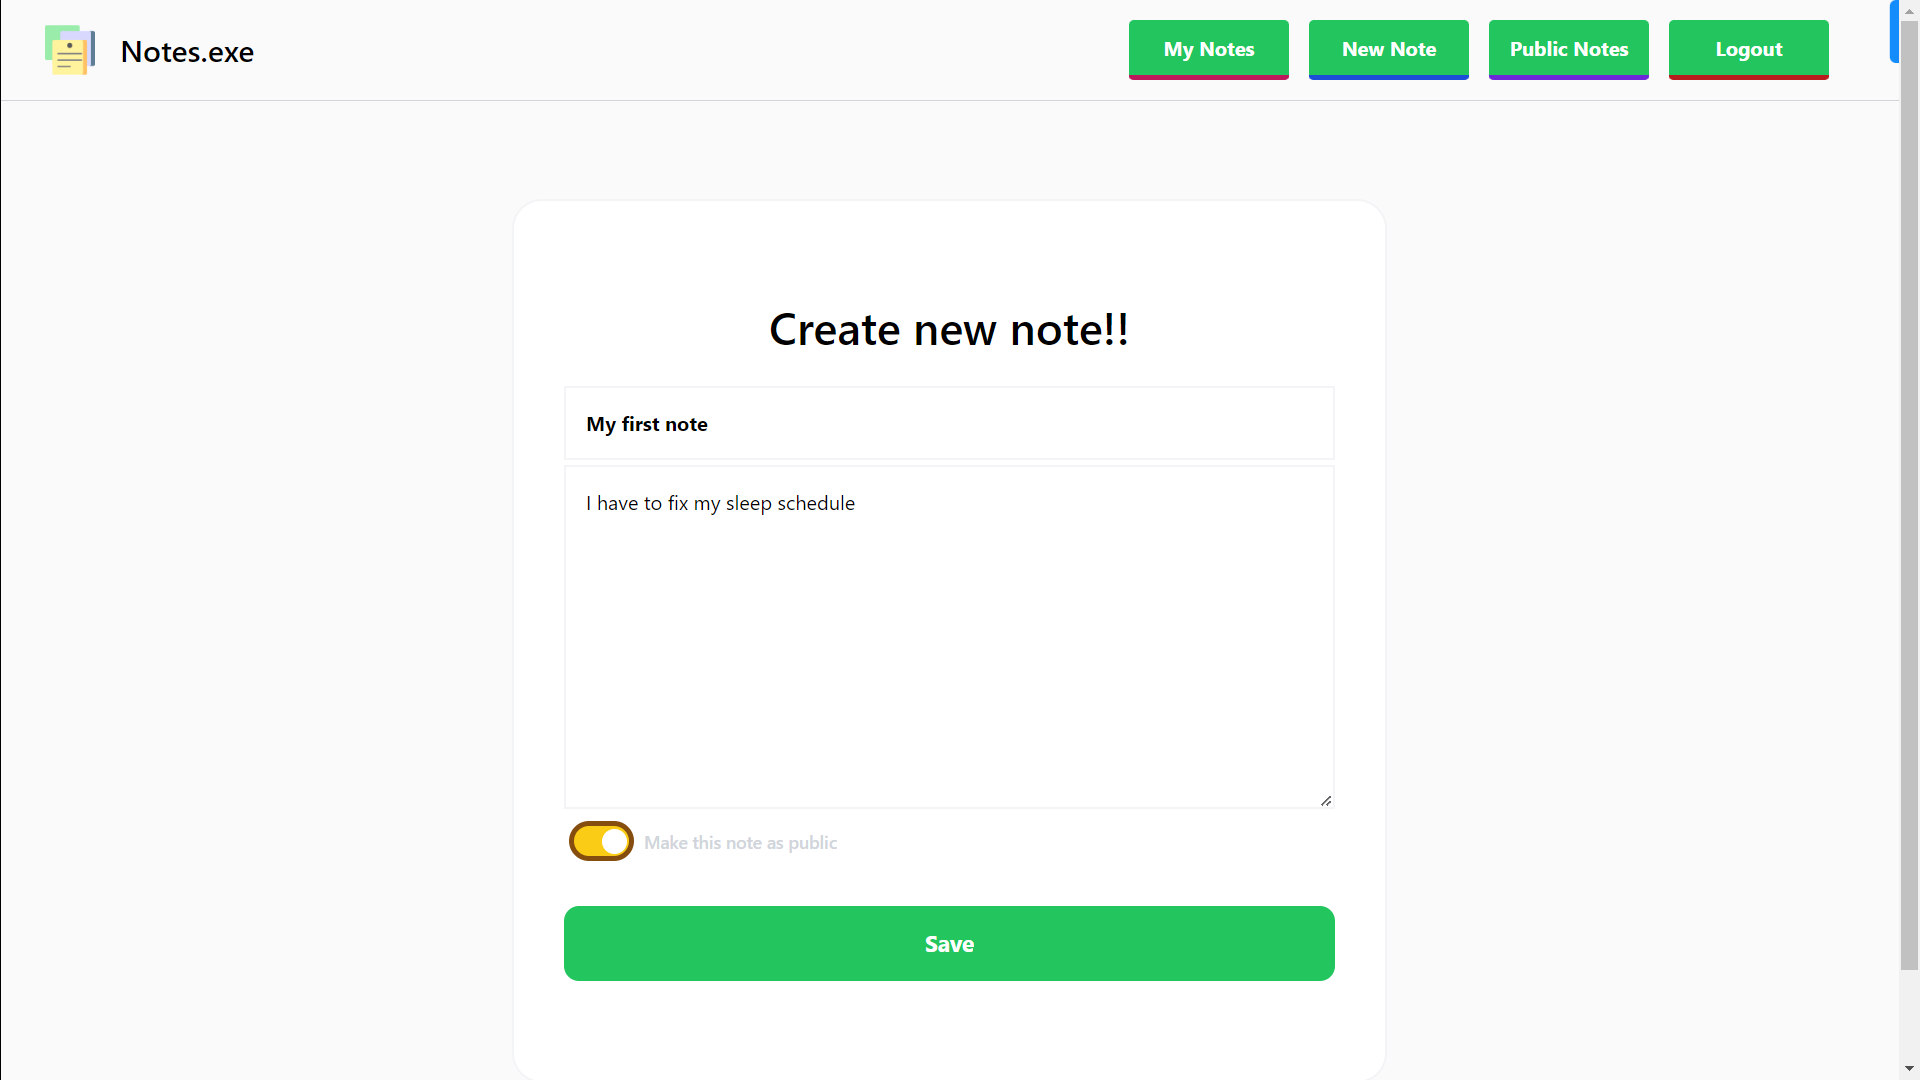 Notes.exe
My Notes
New Note
Public Notes
Logout
Create new note!!
My first note
I have to fix my sleep schedule
Make this note as public
Save